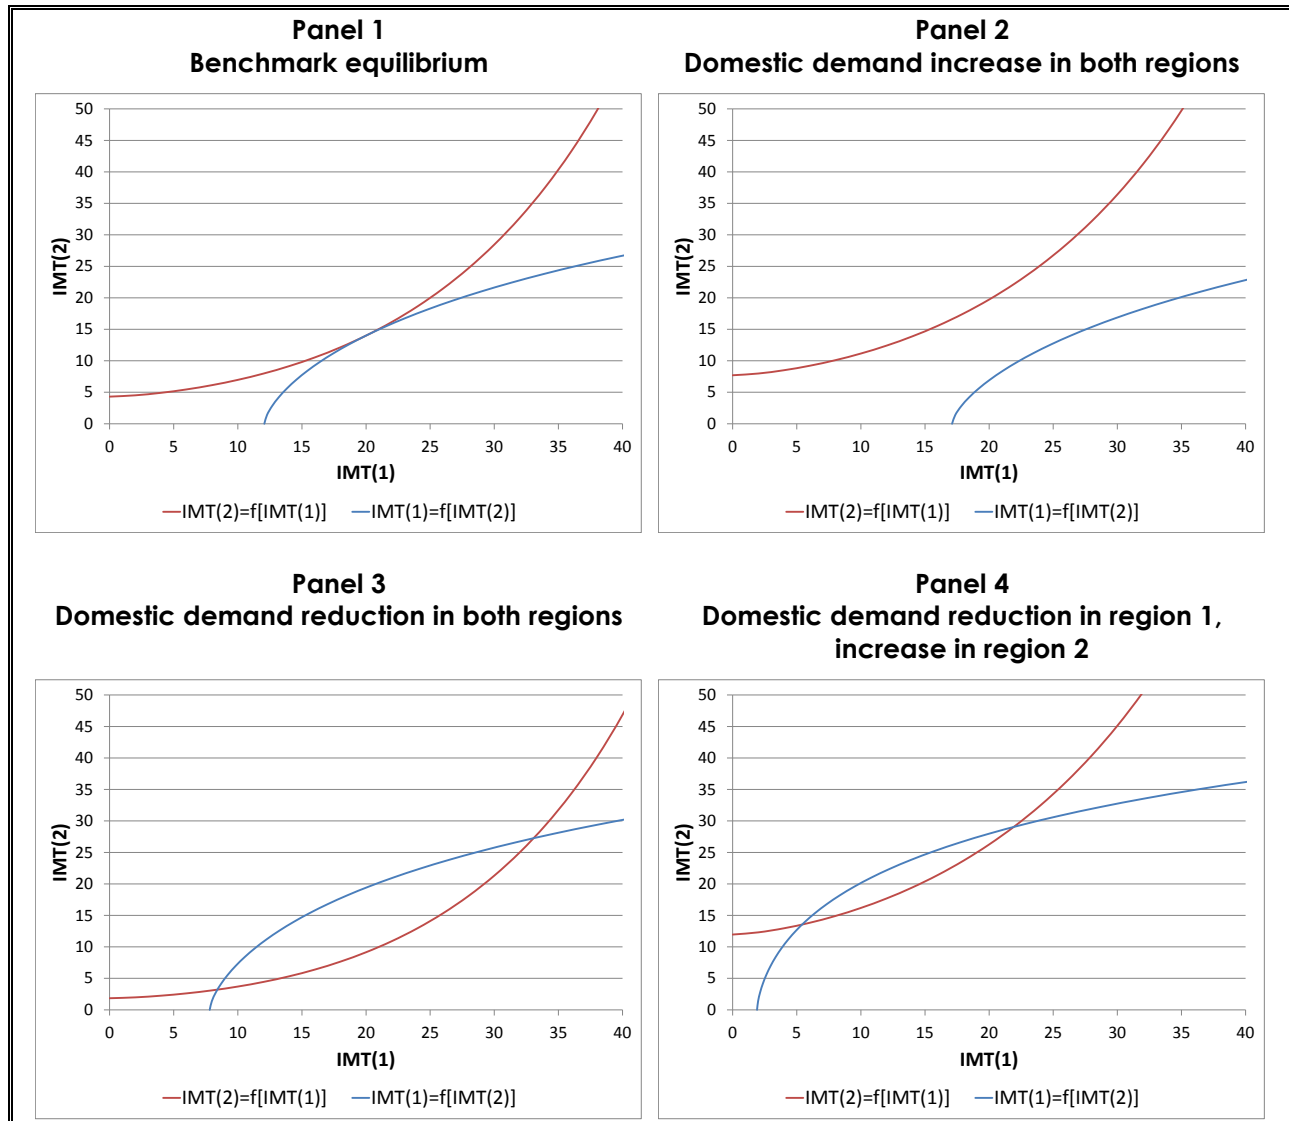 Panel 1
Benchmark equilibrium
50
45
40
35
30
25
20
15
10
5
0
IMT(2)
0 5 10 15 20 25 30 35 40
IMT(1)
IMT(2)=f[IMT(1)] IMT(1)=f[IMT(2)]
Panel 2
Domestic demand increase in both regions
50
45
40
35
30
25
20
15
10
5
0
IMT(2)
0 5 10 15 20 25 30 35 40
IMT(1)
IMT(2)=f[IMT(1)] IMT(1)=f[IMT(2)]
Panel 3
Domestic demand reduction in both regions
50
45
40
35
30
25
20
15
10
5
0
IMT(2)
0 5 10 15 20 25 30 35 40
IMT(1)
IMT(2)=f[IMT(1)] IMT(1)=f[IMT(2)]
Panel 4
Domestic demand reduction in region 1,
increase in region 2
50
45
40
35
30
25
20
15
10
5
0
IMT(2)
0 5 10 15 20 25 30 35 40
IMT(1)
IMT(2)=f[IMT(1)] IMT(1)=f[IMT(2)]